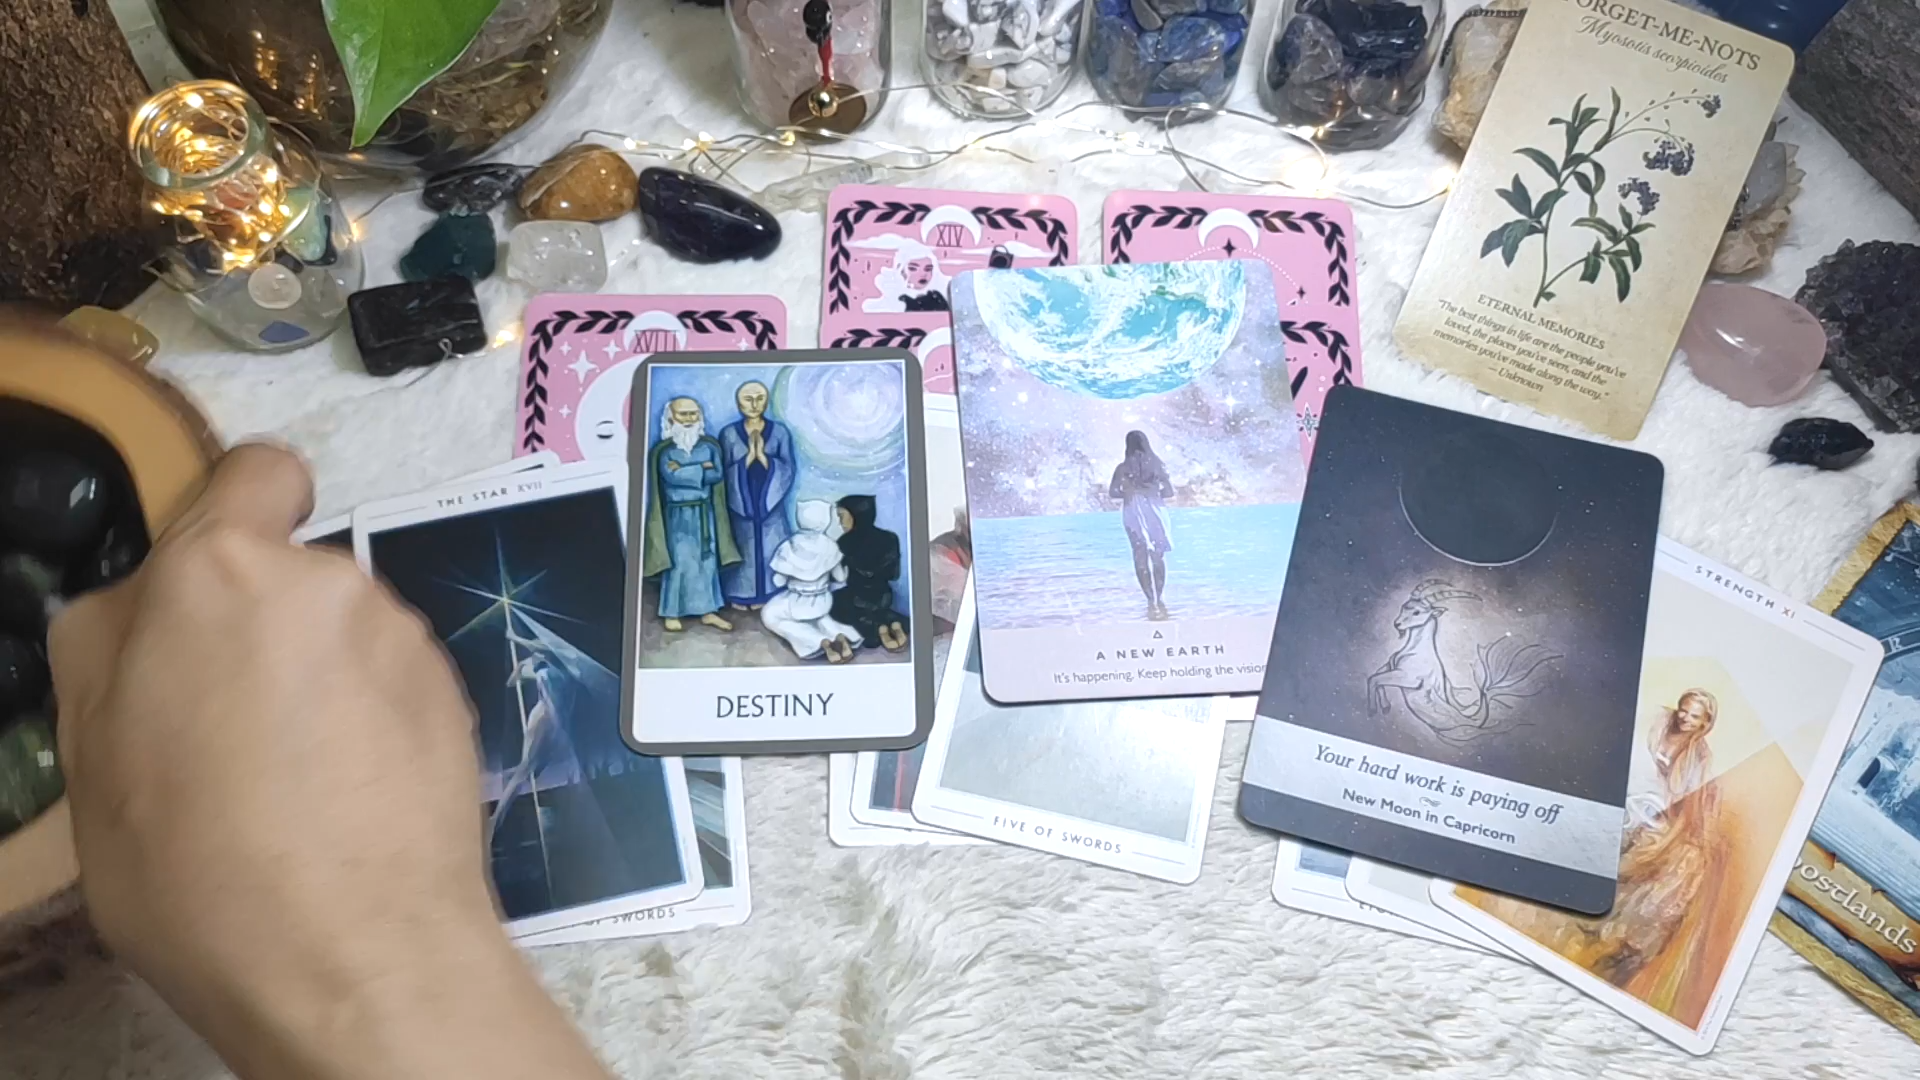 FORGET-ME-NOTS
Myosotis scorpioides
ETERNAL MEMORIES
"The best things in life are the people you've
loved, the places you've seen, and the
memories you've made along the way."
— Unknown
XIV
XVIII
THE STAR XVII
DESTINY
A NEW EARTH
It's happening. Keep holding the vision
STRENGTH XI
Your hard work is paying off
New Moon in Capricorn
FIVE OF SWORDS
OF SWORDS
12
ostlands